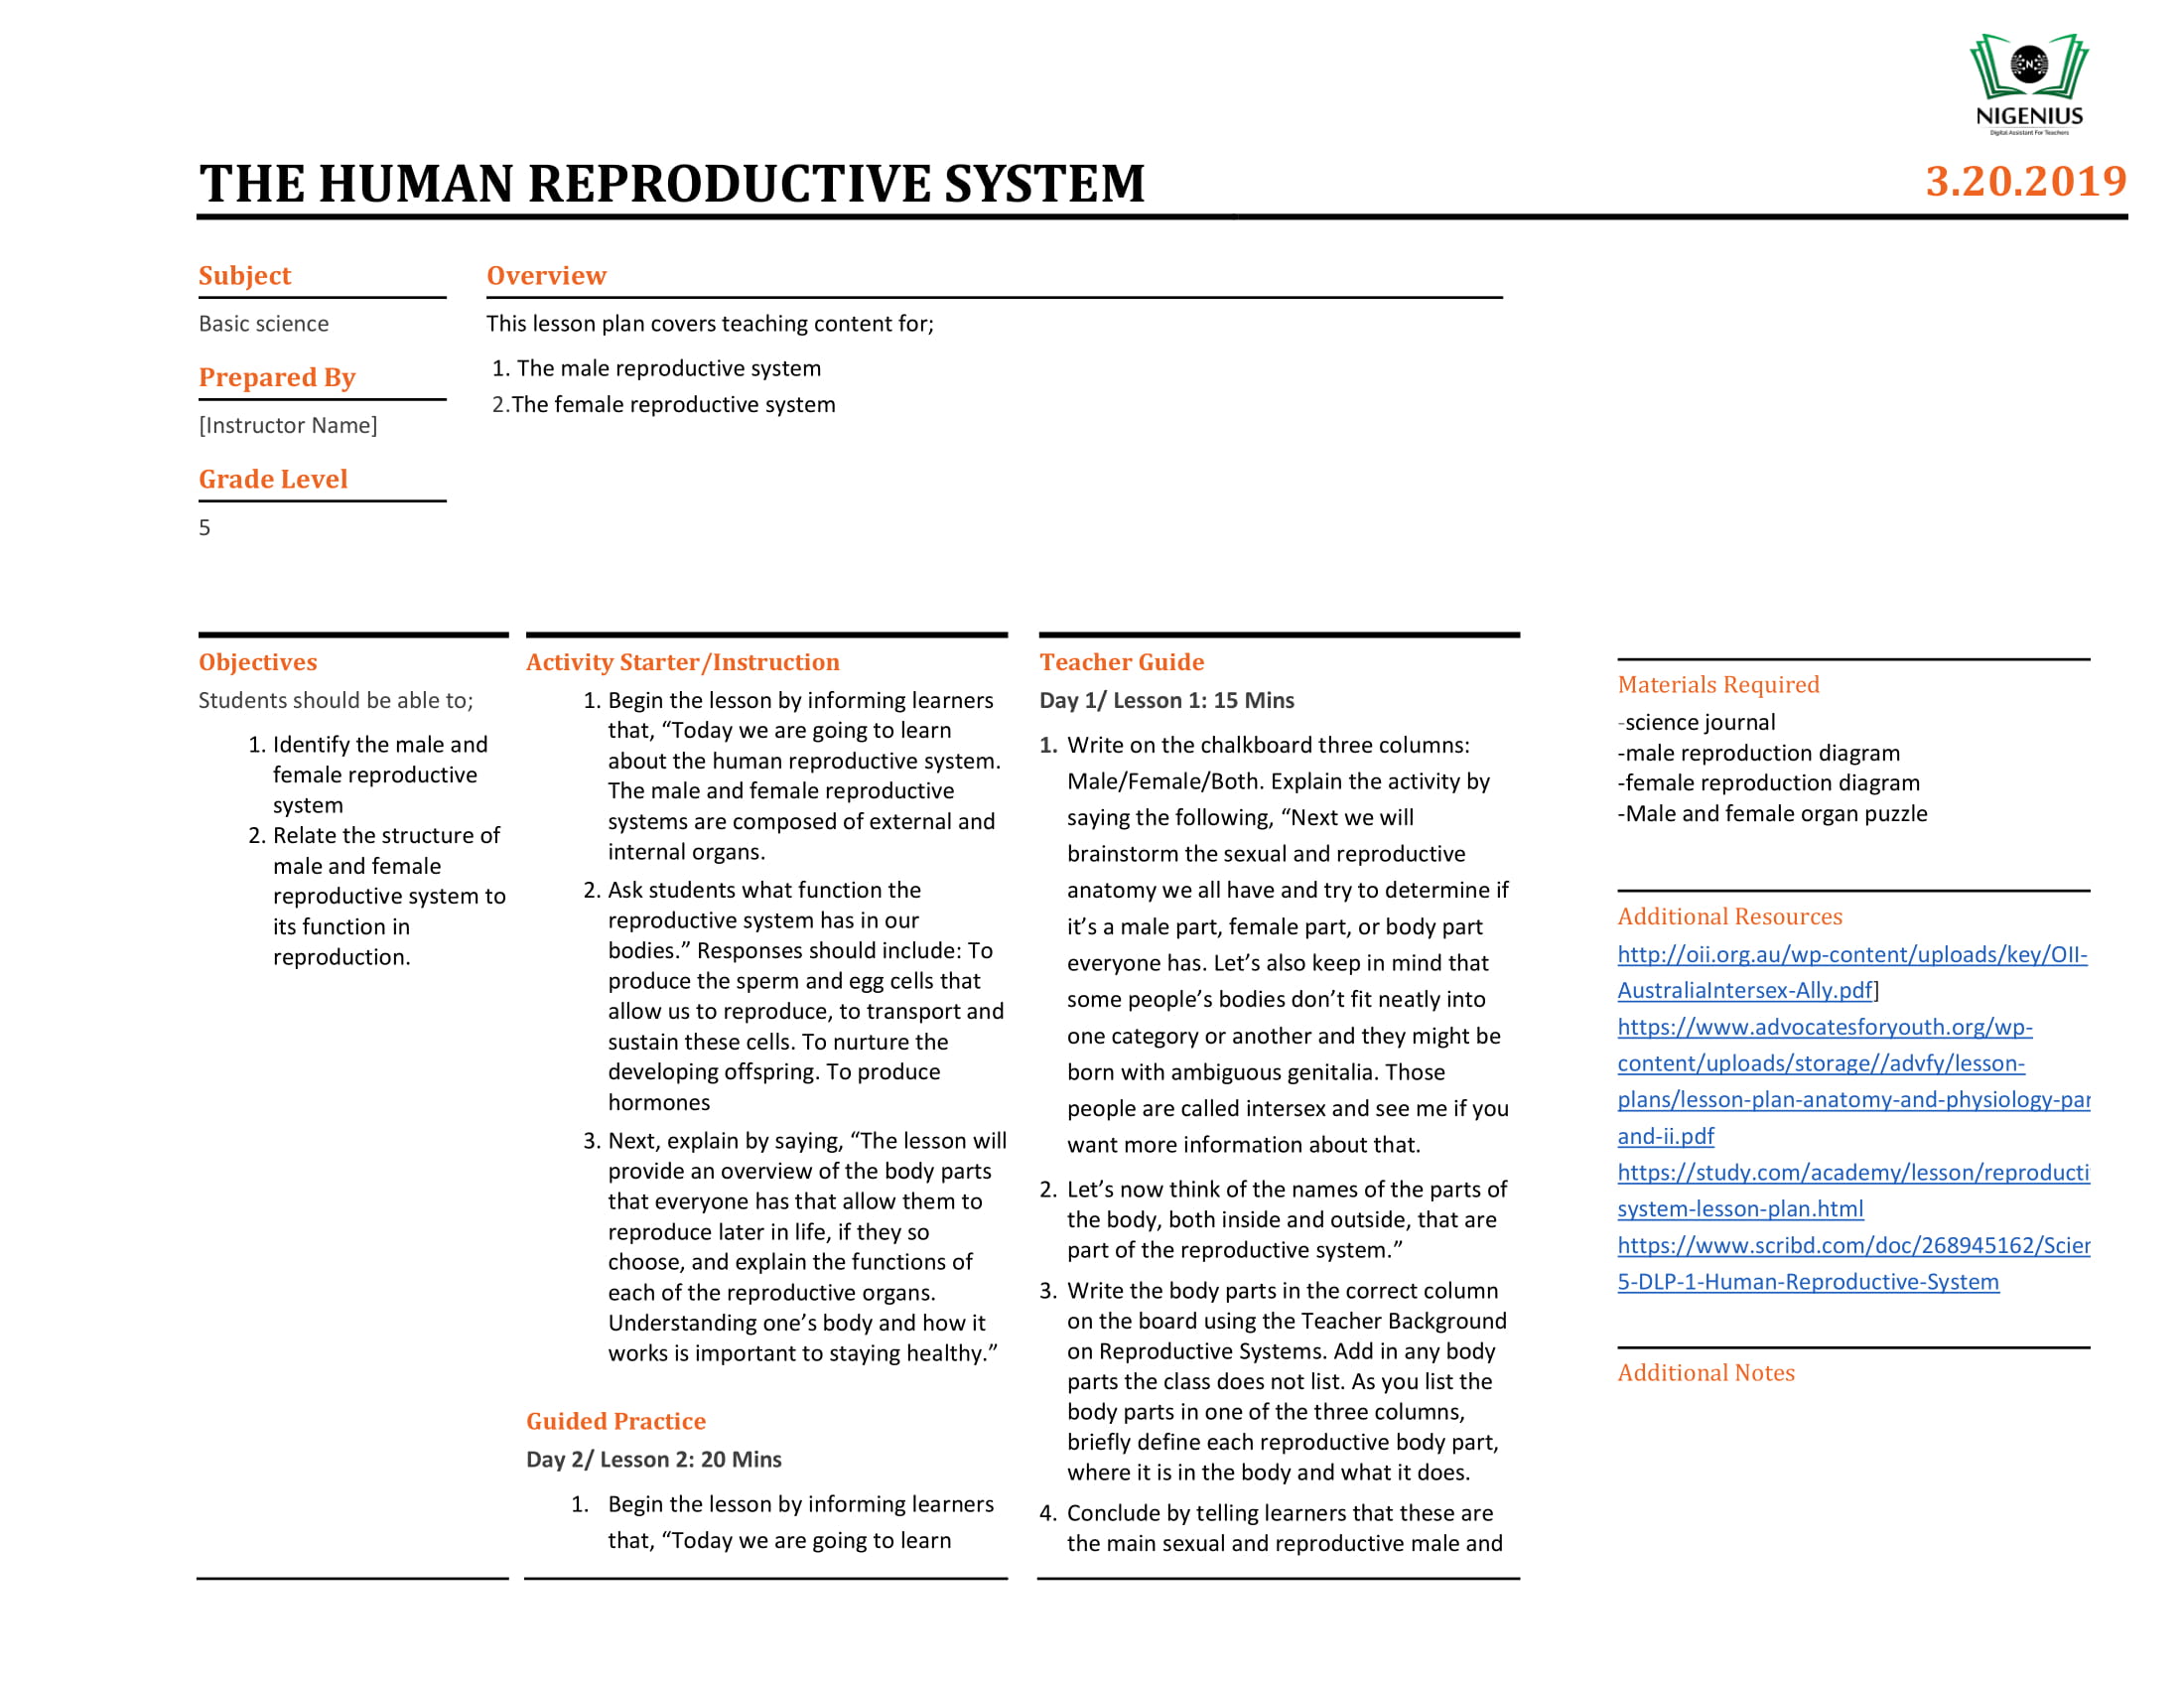 NIGENIUS
Digital Assistant For Teachers
THE HUMAN REPRODUCTIVE SYSTEM
3.20.2019
Subject
Basic science
Prepared By
[Instructor Name]
Grade Level
5
Overview
This lesson plan covers teaching content for;
1. The male reproductive system
2.The female reproductive system
Objectives
Students should be able to;
1. Identify the male and
female reproductive
system
2. Relate the structure of
male and female
reproductive system to
its function in
reproduction.
Activity Starter/Instruction
1. Begin the lesson by informing learners
that, “Today we are going to learn
about the human reproductive system.
The male and female reproductive
systems are composed of external and
internal organs.
2. Ask students what function the
reproductive system has in our
bodies.” Responses should include: To
produce the sperm and egg cells that
allow us to reproduce, to transport and
sustain these cells. To nurture the
developing offspring. To produce
hormones
3. Next, explain by saying, “The lesson will
provide an overview of the body parts
that everyone has that allow them to
reproduce later in life, if they so
choose, and explain the functions of
each of the reproductive organs.
Understanding one’s body and how it
works is important to staying healthy.”
Guided Practice
Day 2/ Lesson 2: 20 Mins
1. Begin the lesson by informing learners
that, “Today we are going to learn
Teacher Guide
Day 1/ Lesson 1: 15 Mins
1. Write on the chalkboard three columns:
Male/Female/Both. Explain the activity by
saying the following, “Next we will
brainstorm the sexual and reproductive
anatomy we all have and try to determine if
it’s a male part, female part, or body part
everyone has. Let’s also keep in mind that
some people’s bodies don’t fit neatly into
one category or another and they might be
born with ambiguous genitalia. Those
people are called intersex and see me if you
want more information about that.
2. Let’s now think of the names of the parts of
the body, both inside and outside, that are
part of the reproductive system.”
3. Write the body parts in the correct column
on the board using the Teacher Background
on Reproductive Systems. Add in any body
parts the class does not list. As you list the
body parts in one of the three columns,
briefly define each reproductive body part,
where it is in the body and what it does.
4. Conclude by telling learners that these are
the main sexual and reproductive male and
Materials Required
-science journal
-male reproduction diagram
-female reproduction diagram
-Male and female organ puzzle
Additional Resources
http://oii.org.au/wp-content/uploads/key/OII-
AustraliaIntersex-Ally.pdf]
https://www.advocatesforyouth.org/wp-
content/uploads/storage//advfy/lesson-
plans/lesson-plan-anatomy-and-physiology-par
and-ii.pdf
https://study.com/academy/lesson/reproducti
system-lesson-plan.html
https://www.scribd.com/doc/268945162/Scien
5-DLP-1-Human-Reproductive-System
Additional Notes